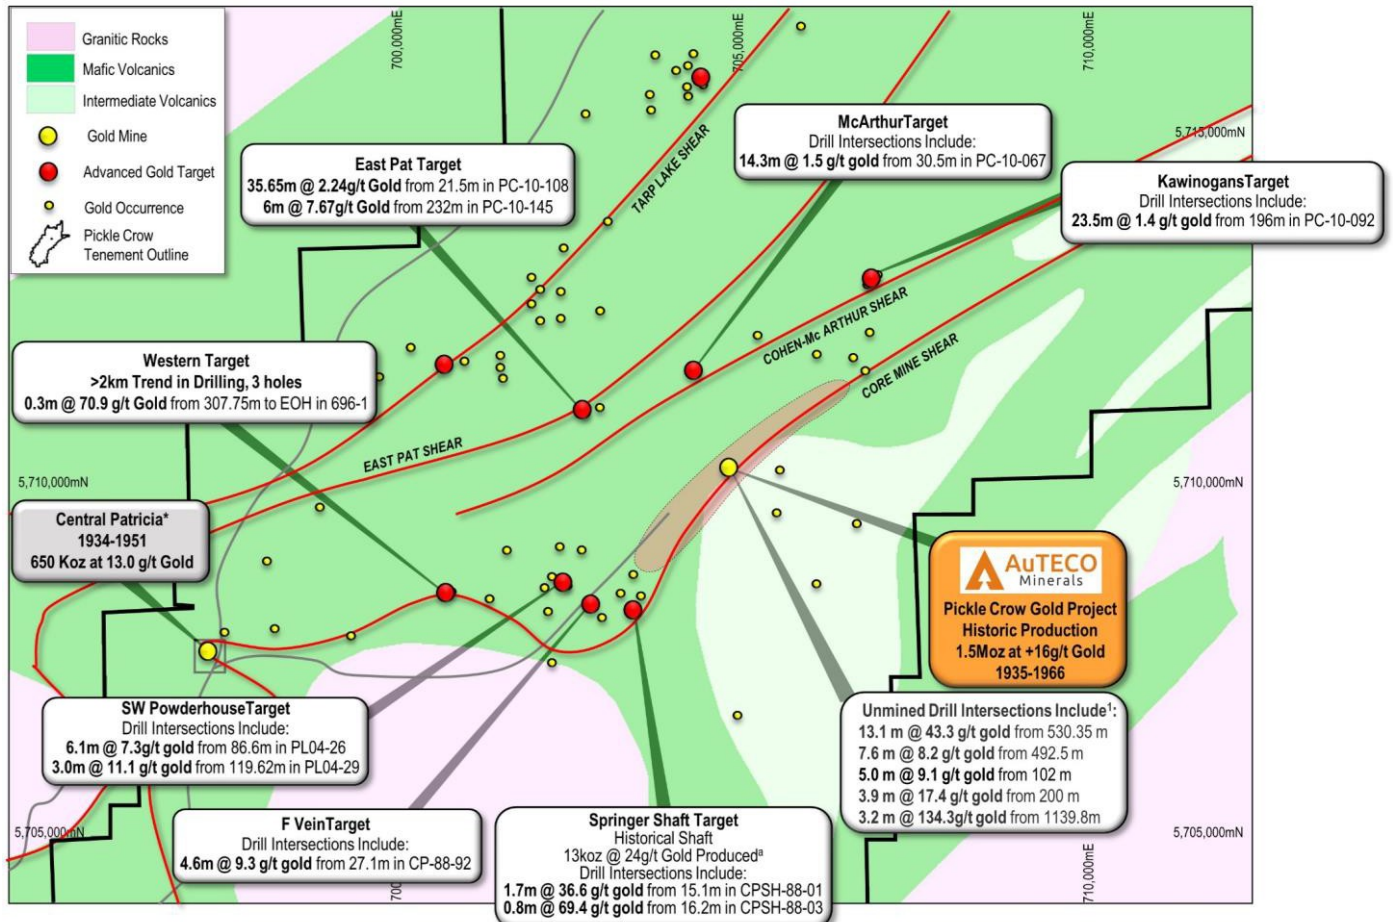 Granitic Rocks
Mafic Volcanics
Intermediate Volcanics
Gold Mine
Advanced Gold Target
Gold Occurrence
Pickle Crow
Tenement Outline
700,000mE
705,000mE
710,000mE
5,715,000mN
East Pat Target
35.65m @ 2.24g/t Gold from 21.5m in PC-10-108
6m @ 7.67g/t Gold from 232m in PC-10-145
TARP LAKE SHEAR
McArthurTarget
Drill Intersections Include:
14.3m @ 1.5 g/t gold from 30.5m in PC-10-067
KawinogansTarget
Drill Intersections Include:
23.5m @ 1.4 g/t gold from 196m in PC-10-092
COHEN-Mc ARTHUR SHEAR
CORE MINE SHEAR
Western Target
>2km Trend in Drilling, 3 holes
0.3m @ 70.9 g/t Gold from 307.75m to EOH in 696-1
EAST PAT SHEAR
5,710,000mN
5,710,000mN
Central Patricia*
1934-1951
650 Koz at 13.0 g/t Gold
AuTECO
Minerals
Pickle Crow Gold Project
Historic Production
1.5Moz at +16g/t Gold
1935-1966
SW PowderhouseTarget
Drill Intersections Include:
6.1m @ 7.3g/t gold from 86.6m in PL04-26
3.0m @ 11.1 g/t gold from 119.62m in PL04-29
Unmined Drill Intersections Include¹:
13.1 m @ 43.3 g/t gold from 530.35 m
7.6 m @ 8.2 g/t gold from 492.5 m
5.0 m @ 9.1 g/t gold from 102 m
3.9 m @ 17.4 g/t gold from 200 m
3.2 m @ 134.3g/t gold from 1139.8m
5,705,000mN
5,705,000mN
F VeinTarget
Drill Intersections Include:
4.6m @ 9.3 g/t gold from 27.1m in CP-88-92
Springer Shaft Target
Historical Shaft
13koz @ 24g/t Gold Producedª
Drill Intersections Include:
1.7m @ 36.6 g/t gold from 15.1m in CPSH-88-01
0.8m @ 69.4 g/t gold from 16.2m in CPSH-88-03
700
710,000mE